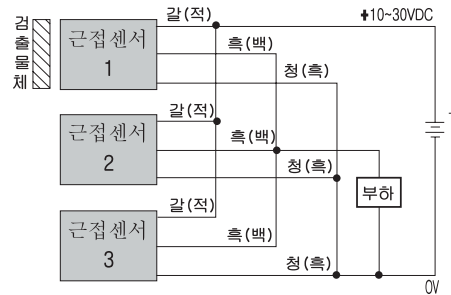 검출물체
근접센서
1
갈(적)
흑(백)
청(흑)
+10~30VDC
근접센서
2
갈(적)
흑(백)
청(흑)
부하
근접센서
3
갈(적)
흑(백)
청(흑)
0V